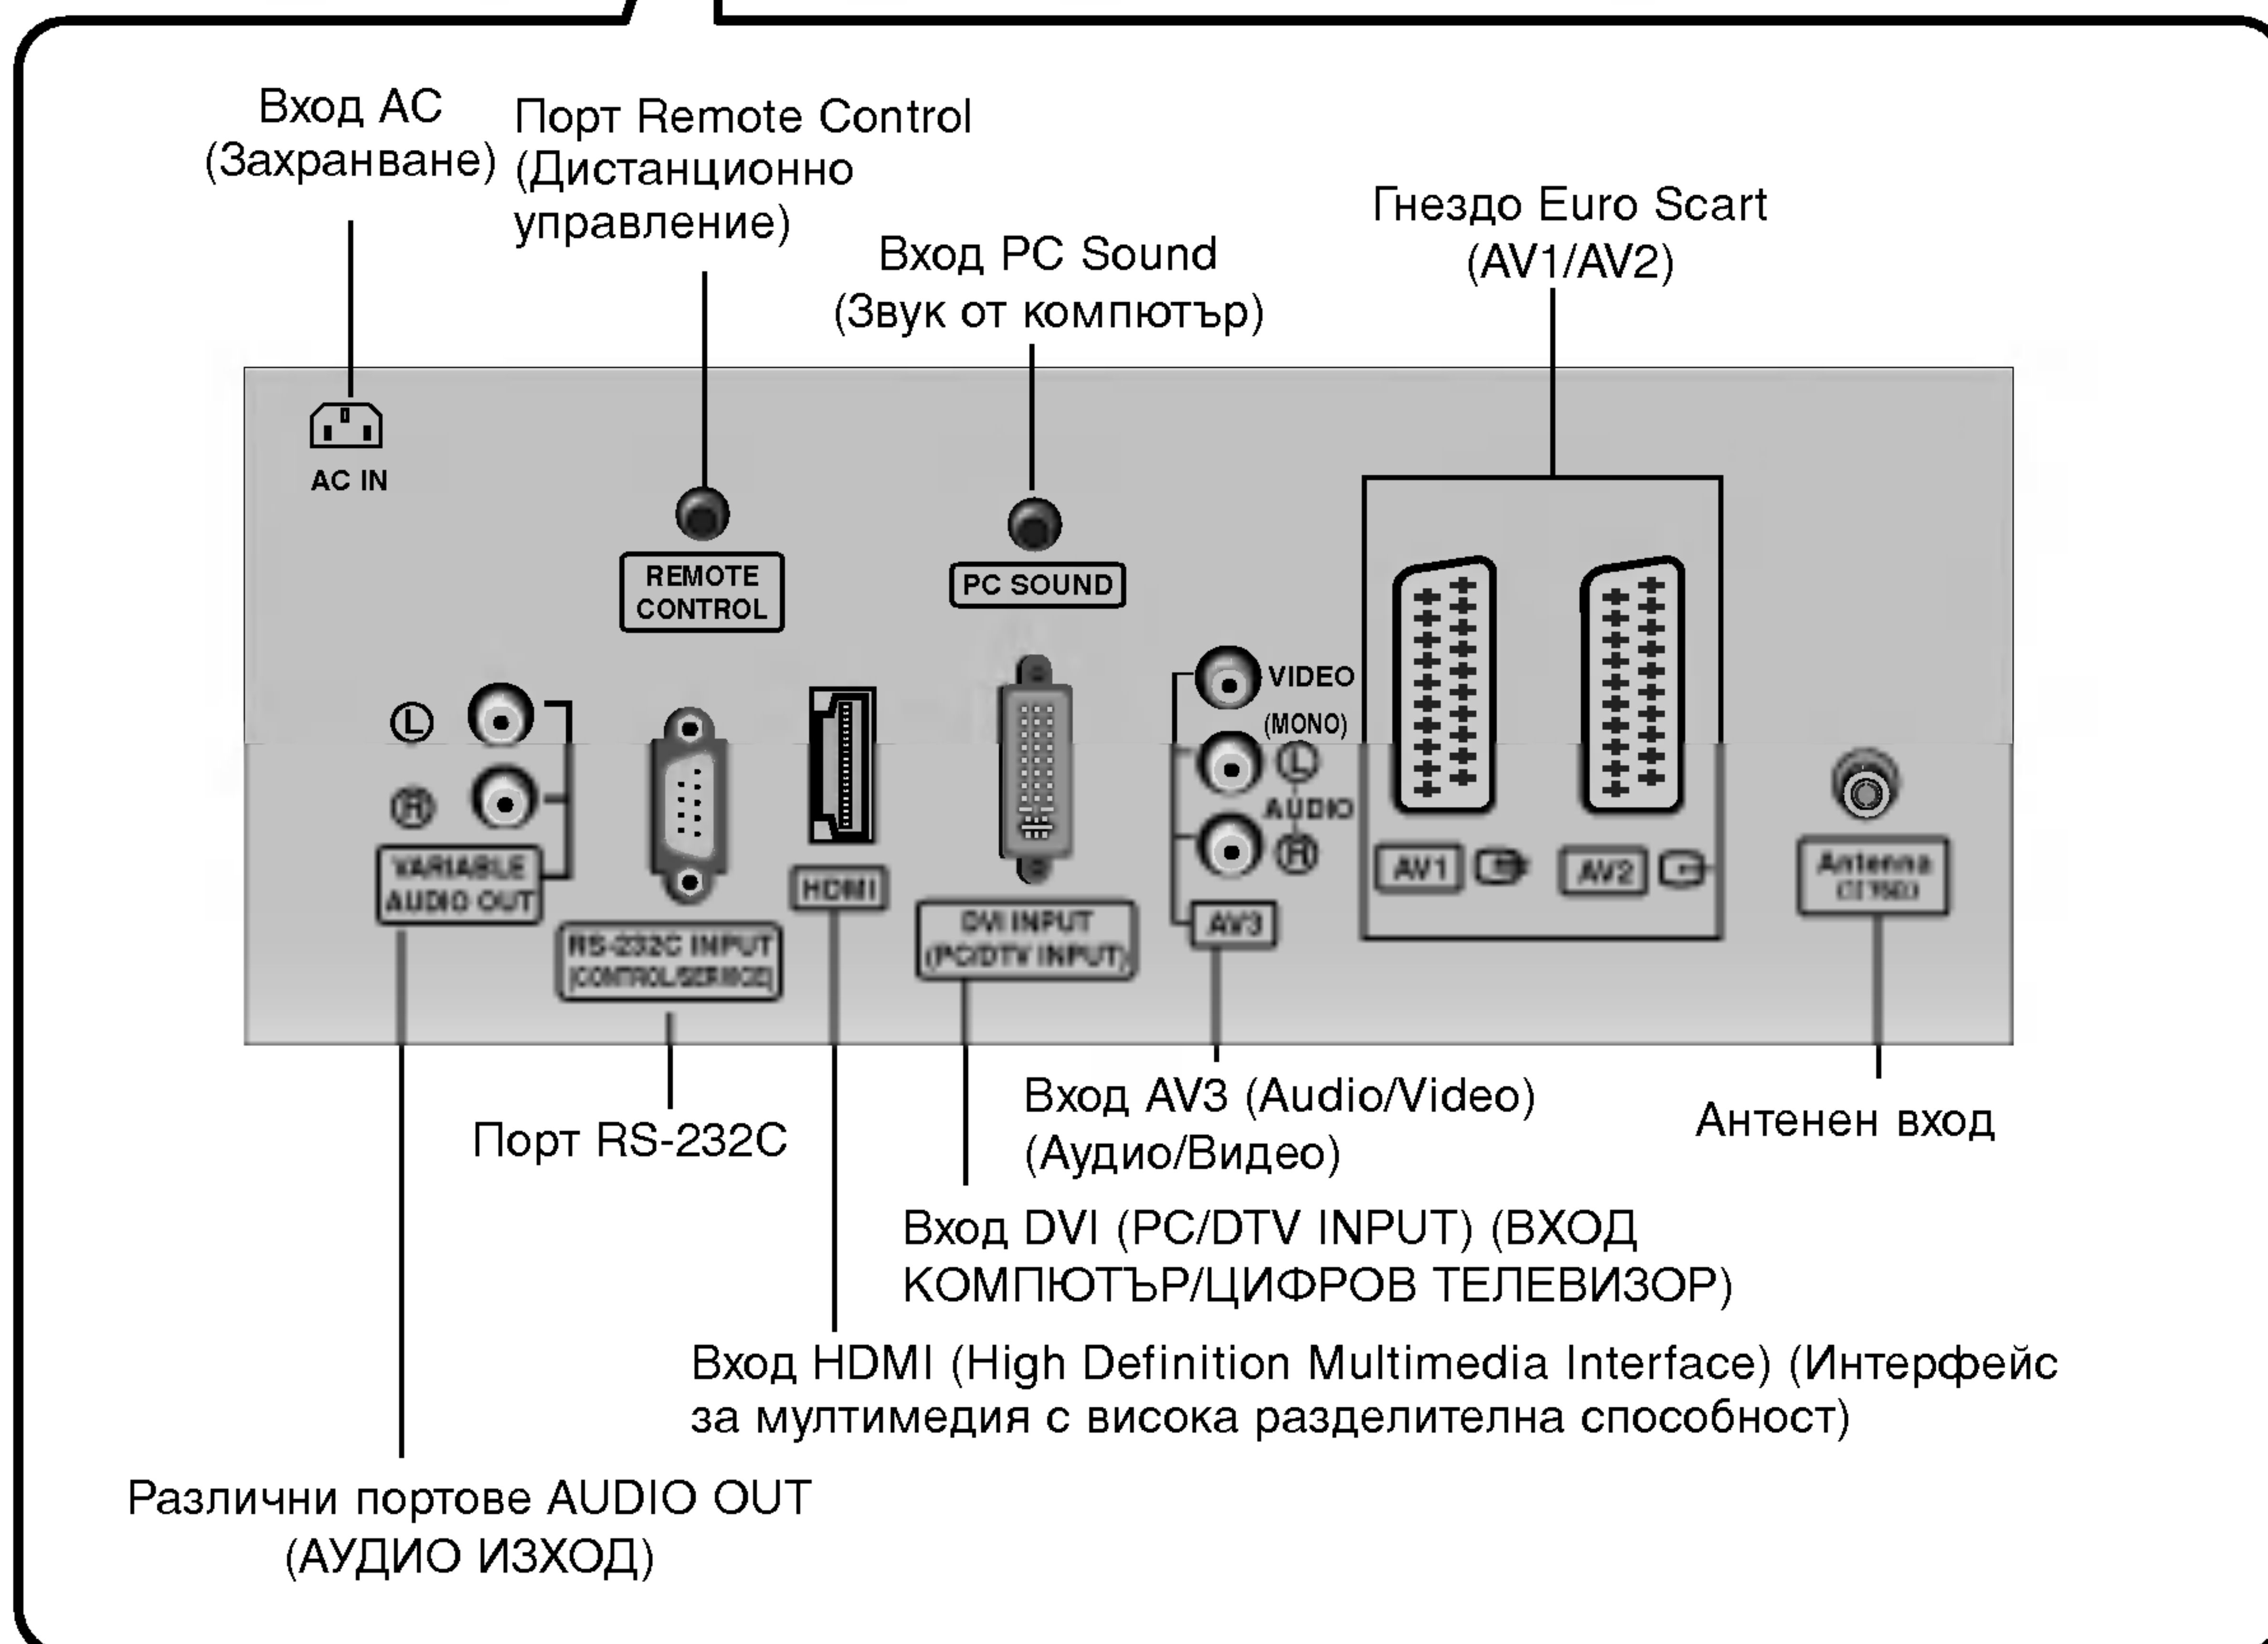 Вход AC
(Захранване)
Порт Remote Control
(Дистанционно
управление)
Вход PC Sound
(Звук от компютър)
Гнездо Euro Scart
(AV1/AV2)
AC IN
REMOTE
CONTROL
PC SOUND
VIDEO
(MONO)
L
L
R
AUDIO
R
VARIABLE
AUDIO OUT
HDMI
AV1
AV2
Antenna
RS-232C INPUT
(CONTROL/SERVICE)
DVI INPUT
(PC/DTV INPUT)
AV3
Вход AV3 (Audio/Video)
(Аудио/Видео)
Антенен вход
Порт RS-232C
Вход DVI (PC/DTV INPUT) (ВХОД
КОМПЮТЪР/ЦИФРОВ ТЕЛЕВИЗОР)
Вход HDMI (High Definition Multimedia Interface) (Интерфейс
за мултимедия с висока разделителна способност)
Различни портове AUDIO OUT
(АУДИО ИЗХОД)